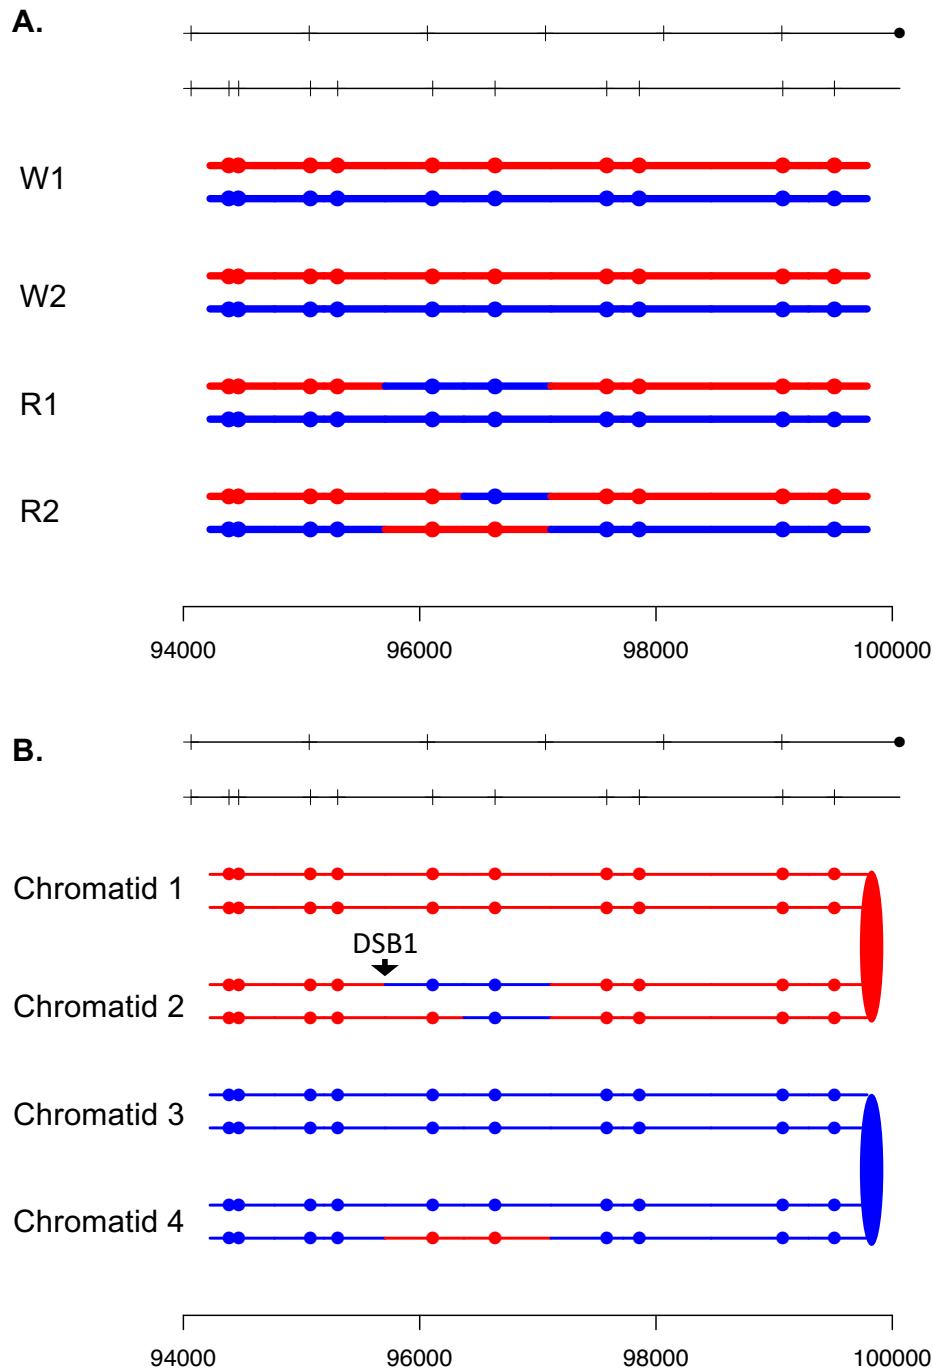 A.
W1
W2
R1
R2
94000 96000 98000 100000
B.
Chromatid 1
DSB1
Chromatid 2
Chromatid 3
Chromatid 4
94000 96000 98000 100000